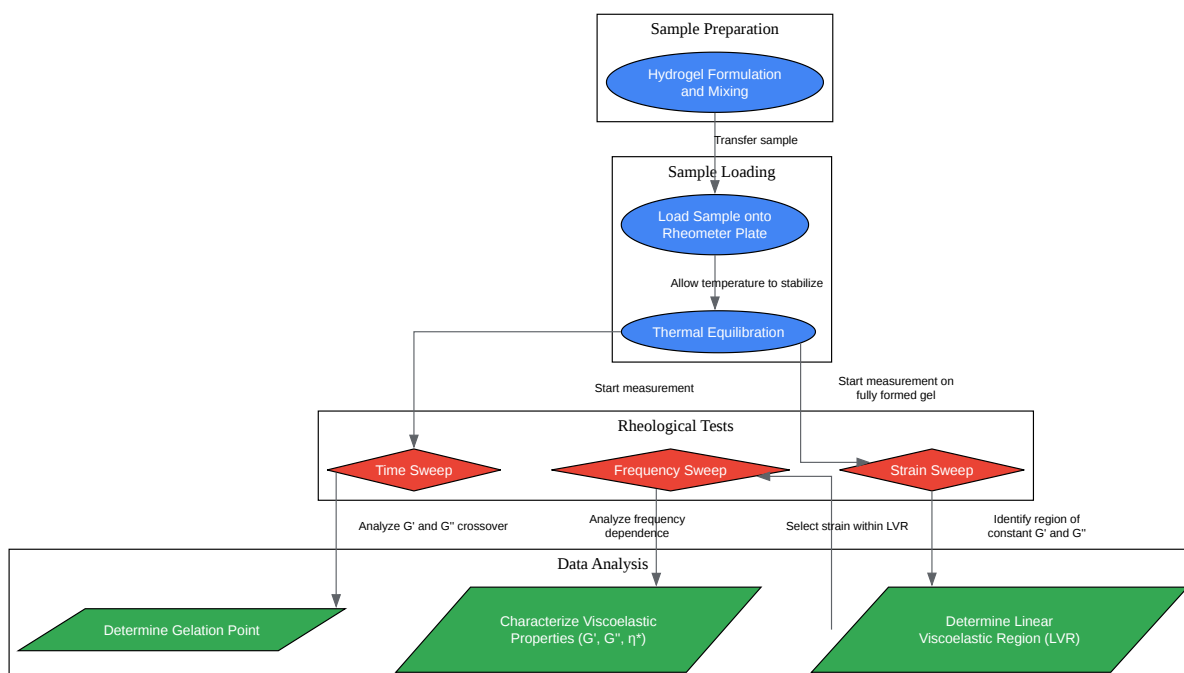 Sample Preparation
Hydrogel Formulation
and Mixing
Transfer sample
Sample Loading
Load Sample onto
Rheometer Plate
Allow temperature to stabilize
Thermal Equilibration
Start measurement
Start measurement on
fully formed gel
Rheological Tests
Time Sweep
Frequency Sweep
Strain Sweep
Analyze G' and G'' crossover
Analyze frequency
dependence
Select strain within LVR
Identify region of
constant G' and G''
Data Analysis
Determine Gelation Point
Characterize Viscoelastic
Properties (G', G'', η*)
Determine Linear
Viscoelastic Region (LVR)